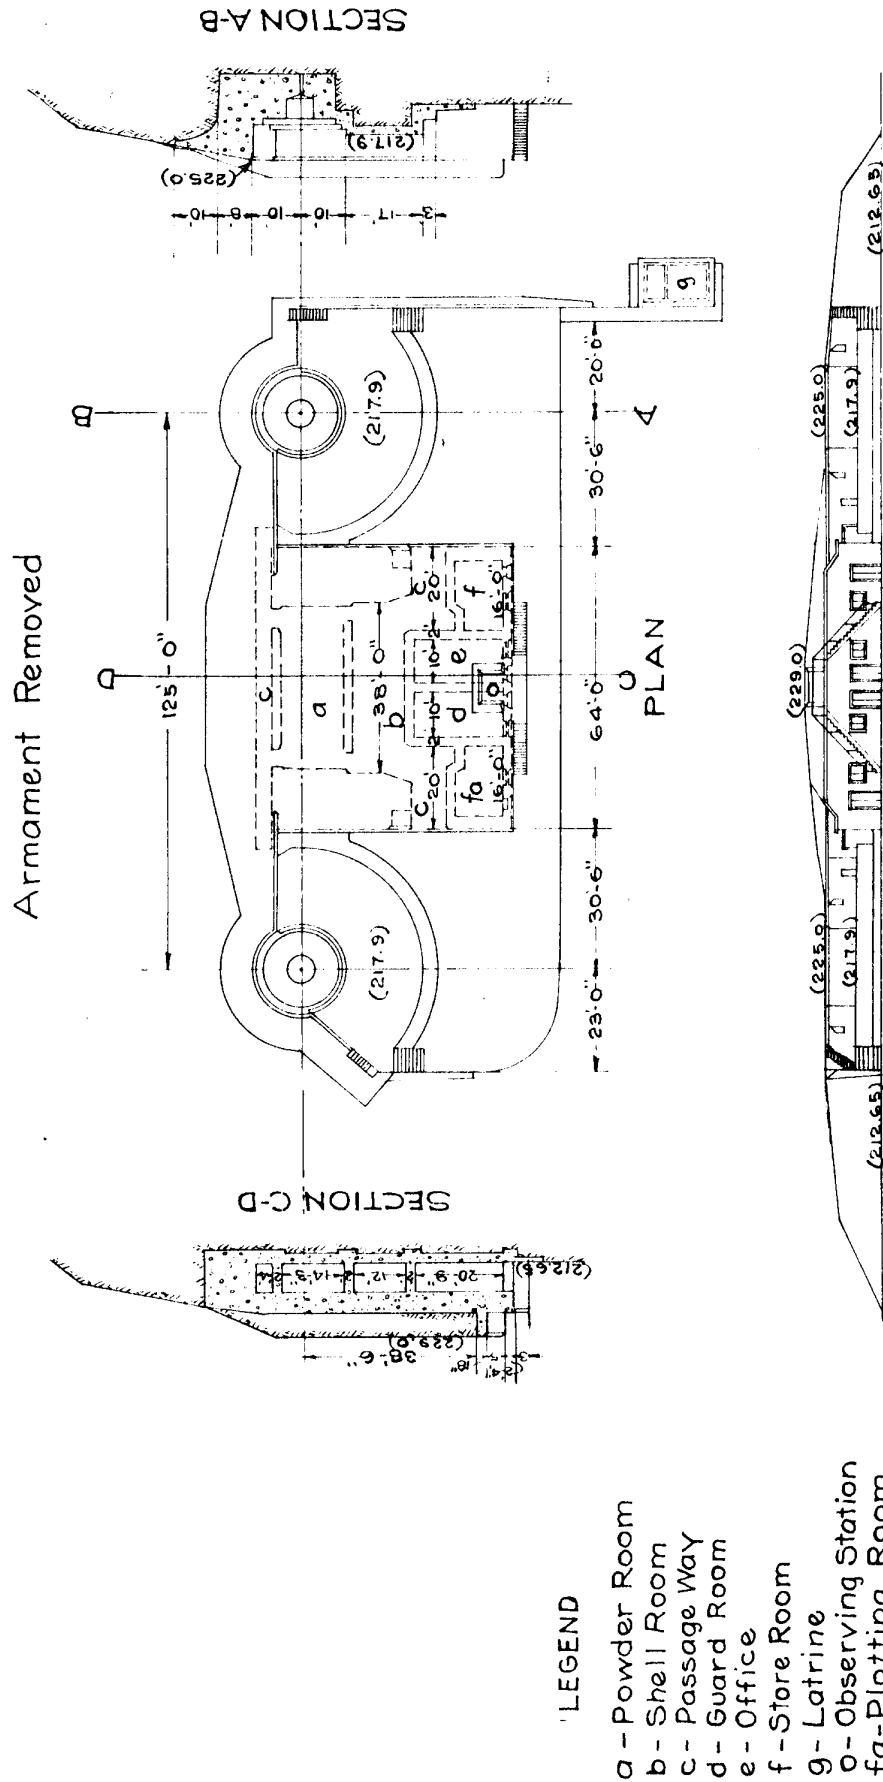 Armament Removed
SECTION A-B
(225.0)
(217.9)
10'
8'
10'
10'
17'
3'
B
D
125'-0"
(217.9)
(217.9)
c
a
38'-0"
b
c
20'
2"
10'
10'
2"
20'
c
fa
d
e
f
o
16'-0"
16'-0"
g
A
C
23'-0"
30'-6"
64'-0"
30'-6"
20'-0"
PLAN
SECTION C-D
14'-3"
12'
20'-9"
(212.65)
(229.0)
38'-6"
18"
3'
(212.65)
(225.0)
(217.9)
(229.0)
(225.0)
(217.9)
(212.65)
LEGEND
a - Powder Room
b - Shell Room
c - Passage Way
d - Guard Room
e - Office
f - Store Room
g - Latrine
o - Observing Station
fa - Plotting Room